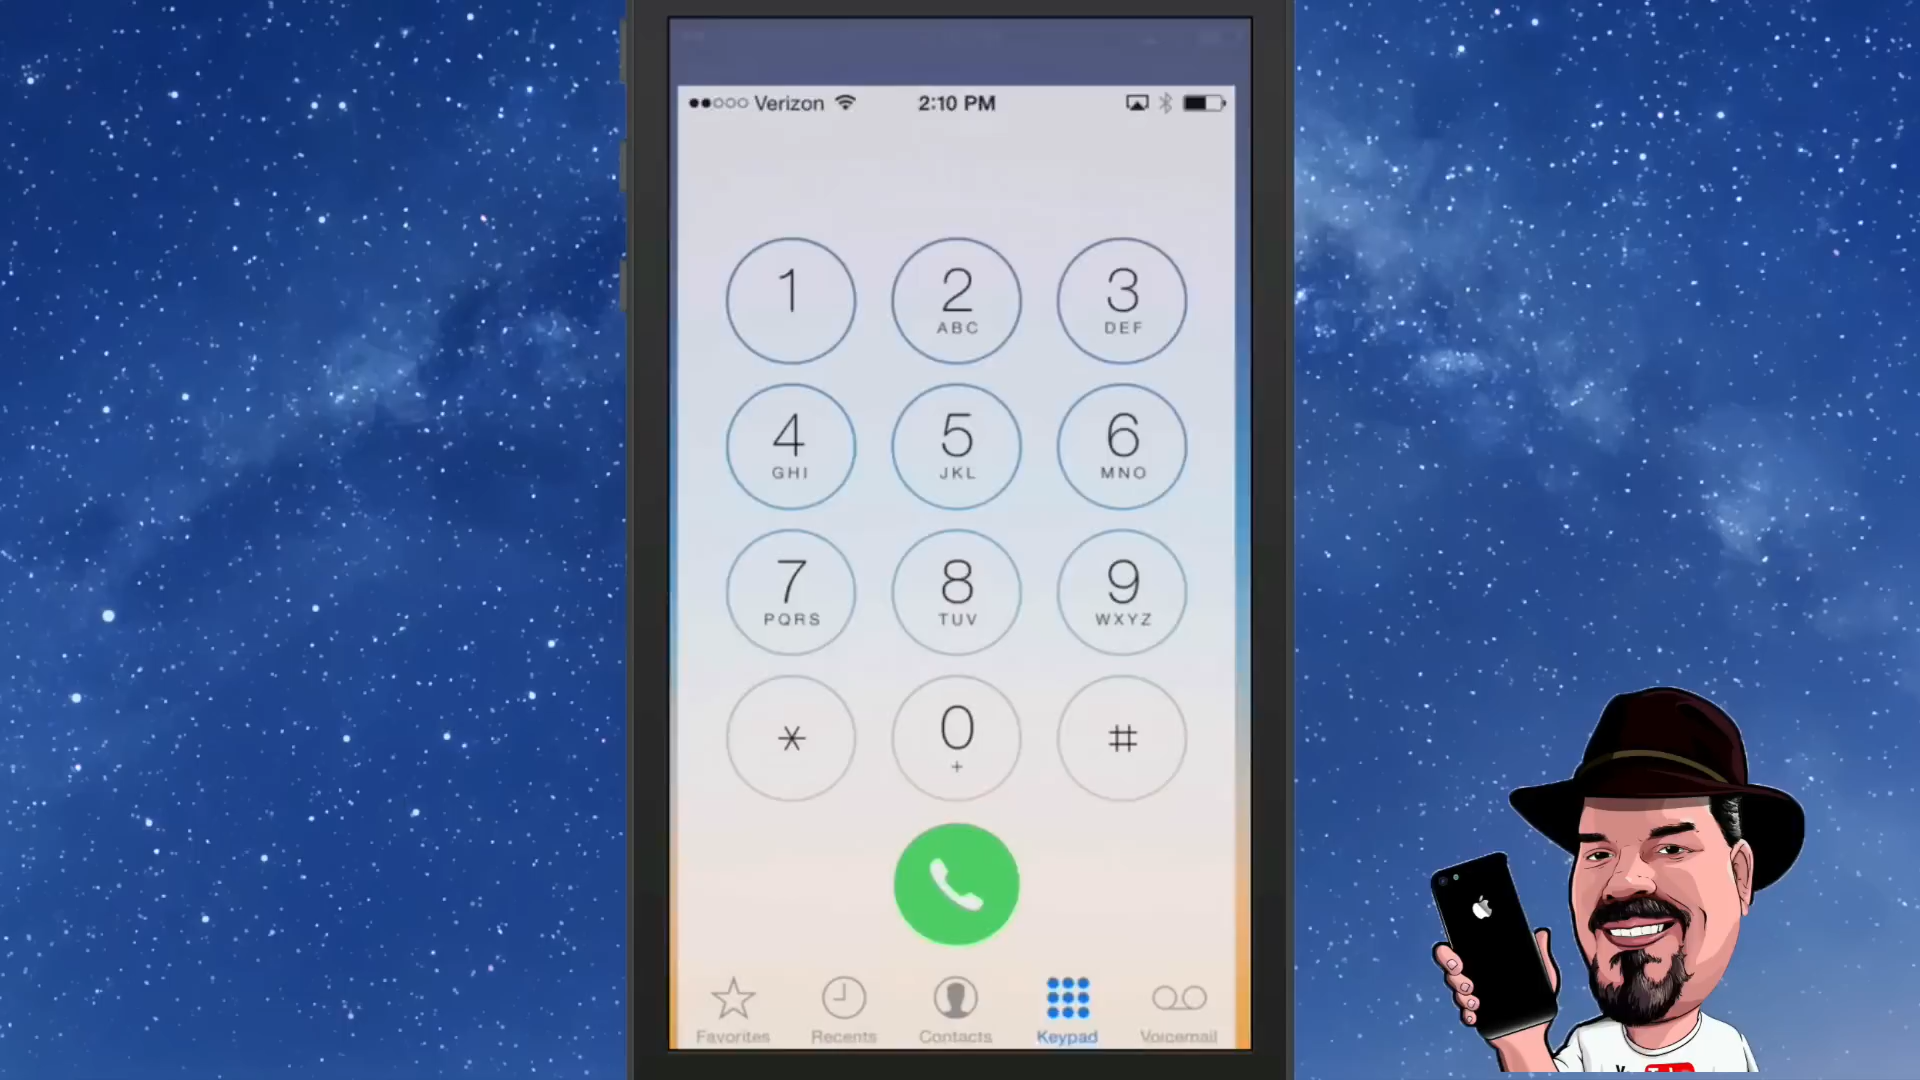 Verizon 2:10 PM
1 2 3
ABC DEF
4 5 6
GHI JKL MNO
7 8 9
PQRS TUV WXYZ
* 0 #
+
Favorites Recents Contacts Keypad Voicemail